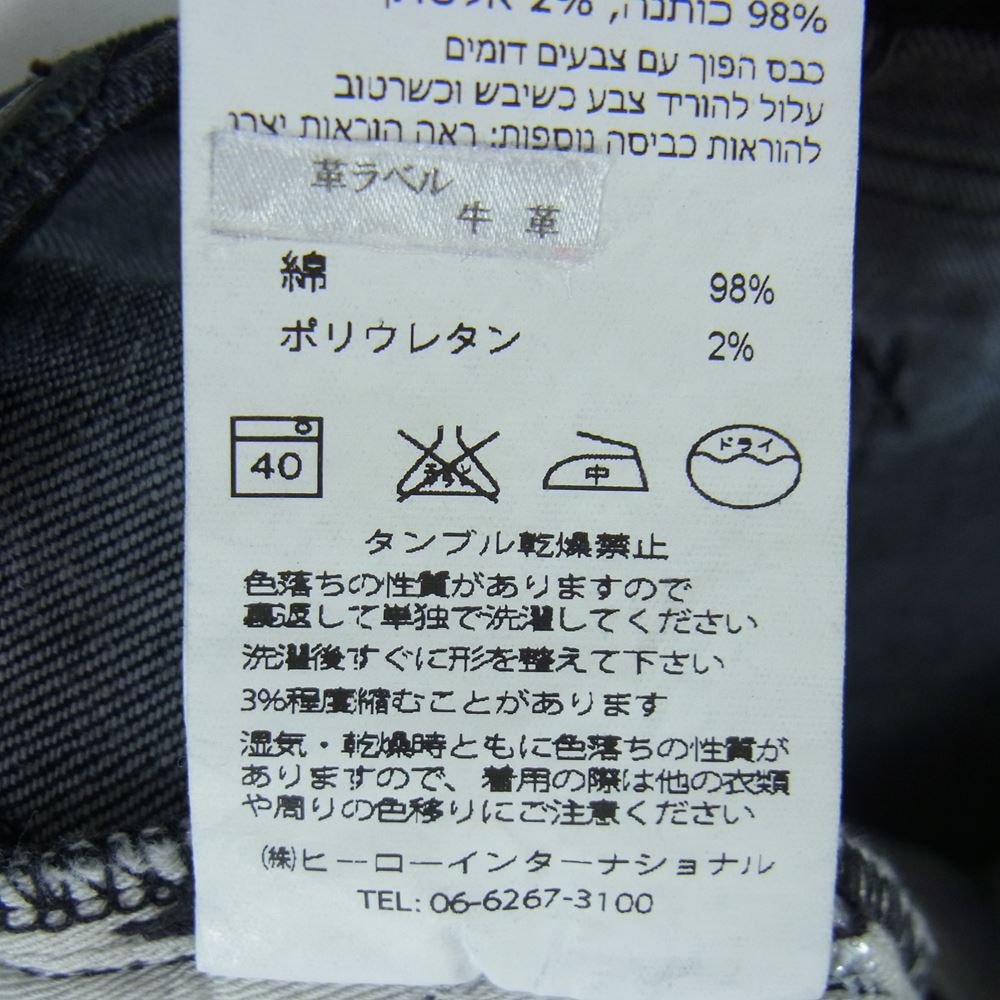 98% כותנה, 2%
כבס הפוך עם צבעים דומים
עלול להוריד צבע כשיבש וכשרטוב
להוראות כביסה נוספות: ראה הוראות יצרן
革ラベル
牛 革
綿 98%
ポリウレタン 2%
40 中 ドライ
タンブル乾燥禁止
色落ちの性質がありますので
裏返して単独で洗濯してください
洗濯後すぐに形を整えて下さい
3%程度縮むことがあります
湿気・乾燥時ともに色落ちの性質が
ありますので、着用の際は他の衣類
や周りの色移りにご注意ください
㈱ヒーローインターナショナル
TEL: 06-6267-3100